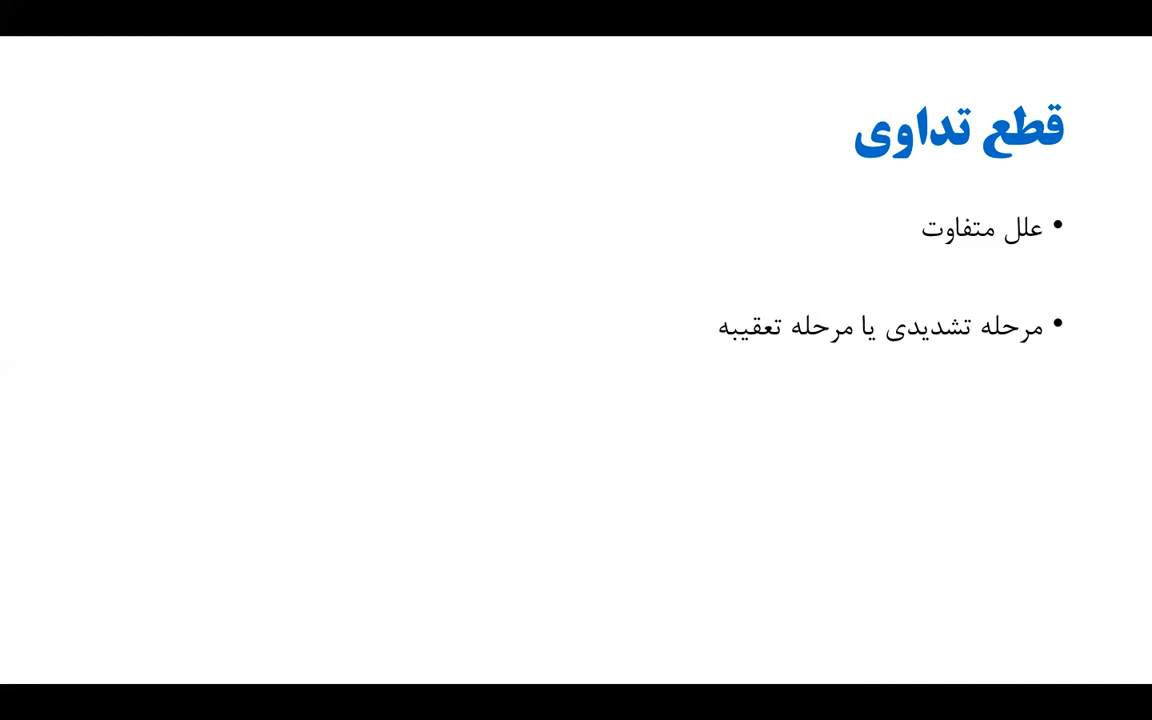 قطع تداوی
• علل متفاوت
• مرحله تشدیدی یا مرحله تعقیبه